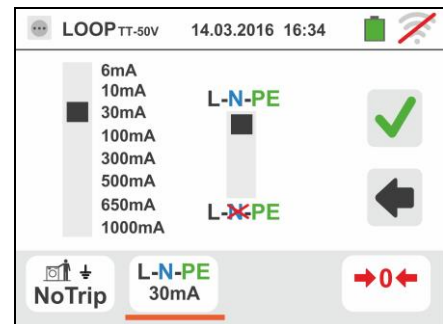 LOOP TT-50V 14.03.2016 16:34
6mA
10mA
30mA
100mA
300mA
500mA
650mA
1000mA
L-N-PE
L-N-PE
NoTrip
L-N-PE
30mA
0